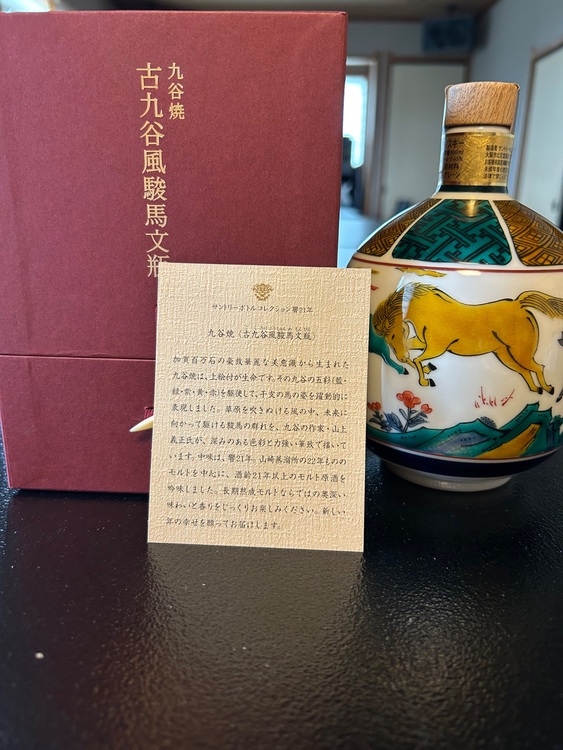 九谷焼
古九谷風駿馬文瓶
サントリーボトルコレクション響21年
九谷焼〈古九谷風駿馬文瓶〉
加賀百万石の豪放華麗な美意識から生まれた
九谷焼は、上絵付が生命です。その九谷の五彩(藍・
緑・紫・黄・赤)を駆使して、干支の馬の姿を躍動的に
表現しました。草原を突きぬける風の中、未来に
向かって駆ける駿馬の群れを、九谷の作家・山上
義正氏が、深みのある色彩と力強い筆致で描いて
います。中味は、響21年。山崎蒸溜所の22年ものの
モルトを中心に、酒齢21年以上のモルト原酒を
吟味しました。長期熟成モルトならではの奥深い
味わいと香りをじっくりお楽しみください。新しい
年の幸せを願ってお届けします。
スキー